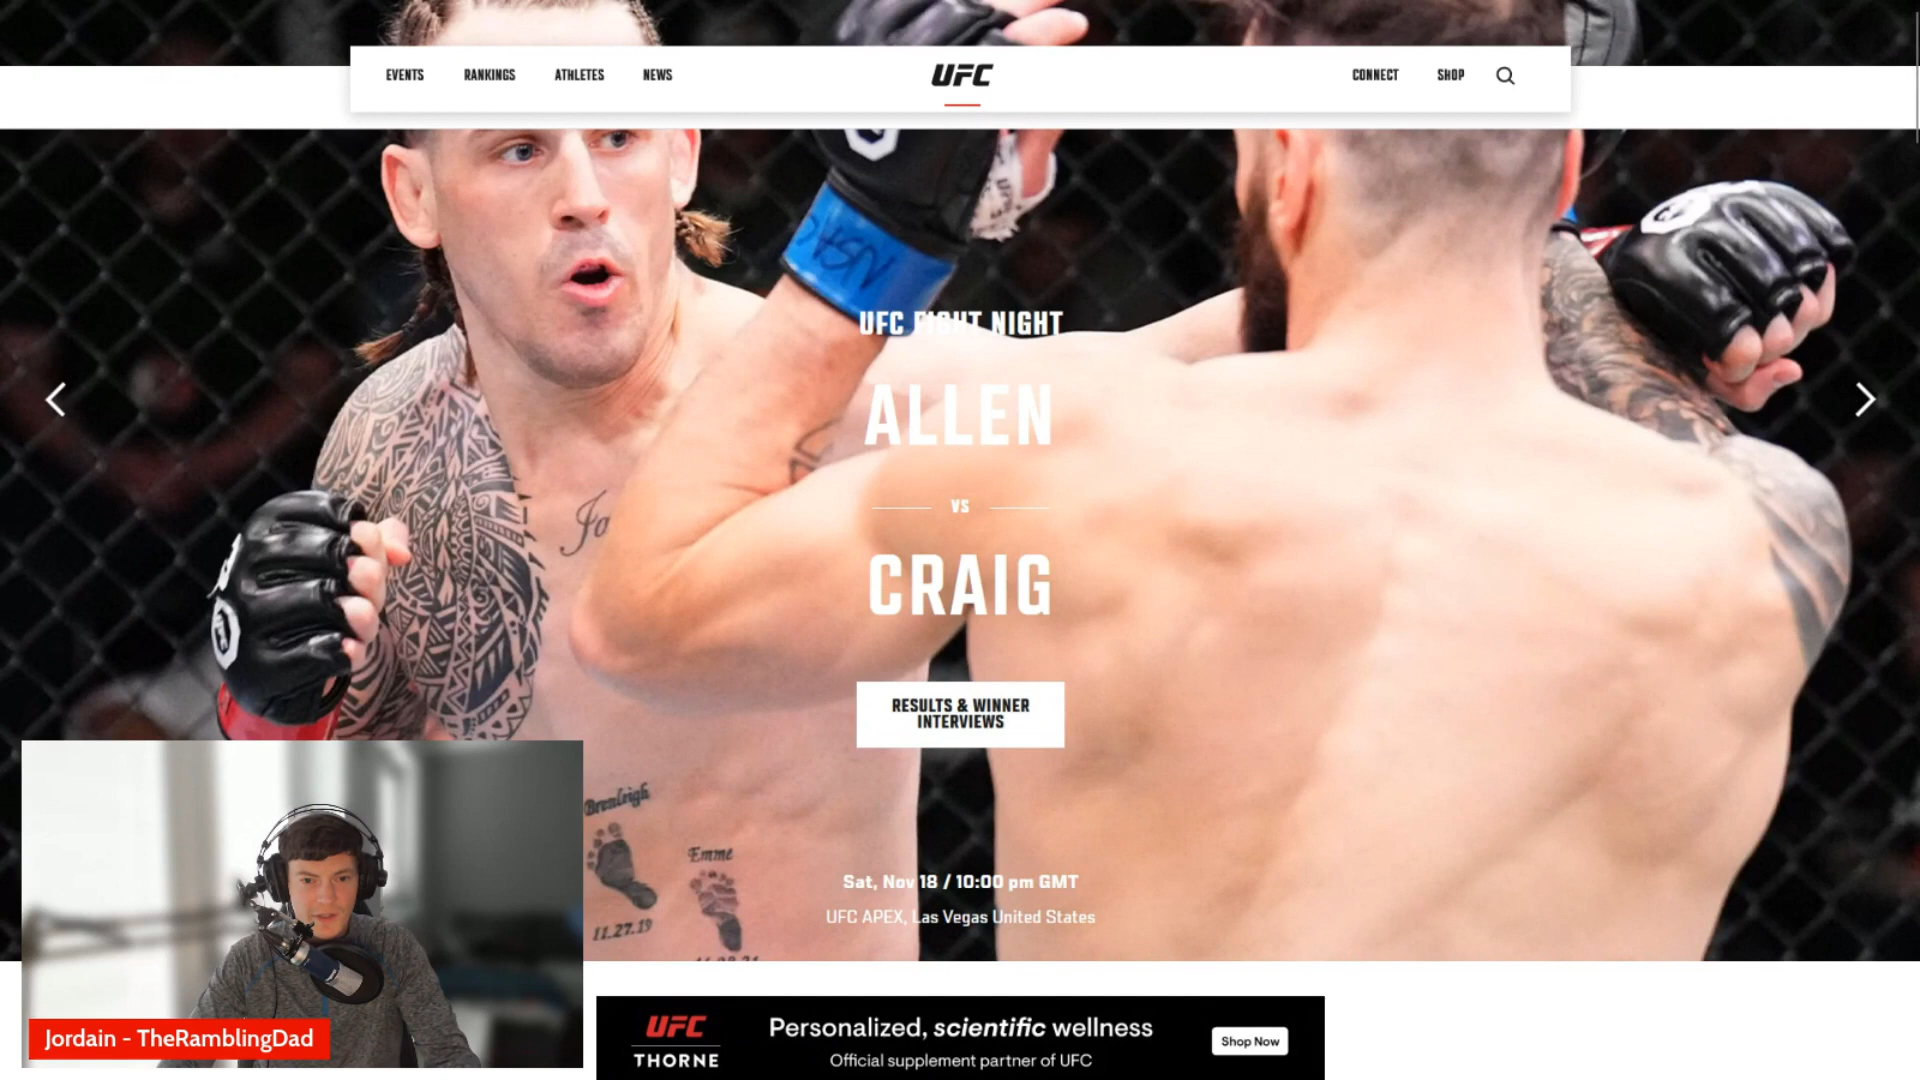 EVENTS RANKINGS ATHLETES NEWS UFC CONNECT SHOP
NSAC
UFC FIGHT NIGHT
ALLEN
VS
CRAIG
RESULTS & WINNER
INTERVIEWS
Brenleigh
Emme
11.27.19
Sat, Nov 18 / 10:00 pm GMT
UFC APEX, Las Vegas United States
Jordain - TheRamblingDad
UFC
THORNE
Personalized, scientific wellness
Official supplement partner of UFC
Shop Now